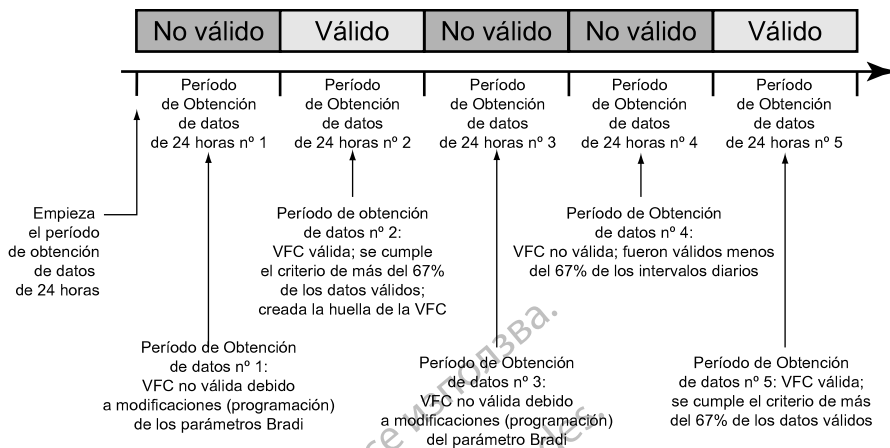 No válido
Válido
No válido
No válido
Válido
Período
de Obtención
de datos
de 24 horas nº 1
Período
de Obtención
de datos
de 24 horas nº 2
Período
de Obtención
de datos
de 24 horas nº 3
Período
de Obtención
de datos
de 24 horas nº 4
Período
de Obtención
de datos
de 24 horas nº 5
Empieza
el período
de obtención
de datos
de 24 horas
Período de obtención
de datos nº 2:
VFC válida; se cumple
el criterio de más del 67%
de los datos válidos;
creada la huella de la VFC
Período de Obtención
de datos nº 4:
VFC no válida; fueron válidos menos
del 67% de los intervalos diarios
Período de Obtención
de datos nº 1:
VFC no válida debido
a modificaciones (programación)
de los parámetros Bradi
Período de Obtención
de datos nº 3:
VFC no válida debido
a modificaciones (programación)
del parámetro Bradi
Período de Obtención
de datos nº 5: VFC válida;
se cumple el criterio de más
del 67% de los datos válidos
се използва.